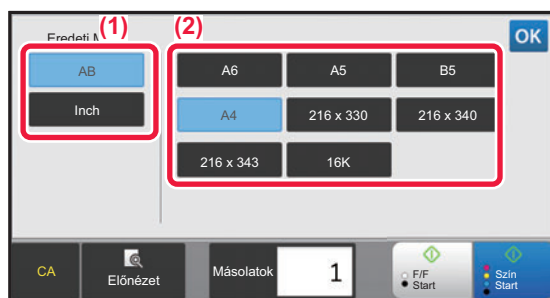 (1)
(2)
Eredeti M
OK
AB
Inch
A6
A5
B5
A4
216 x 330
216 x 340
216 x 343
16K
CA
Előnézet
Másolatok
1
F/F
Start
Szín
Start